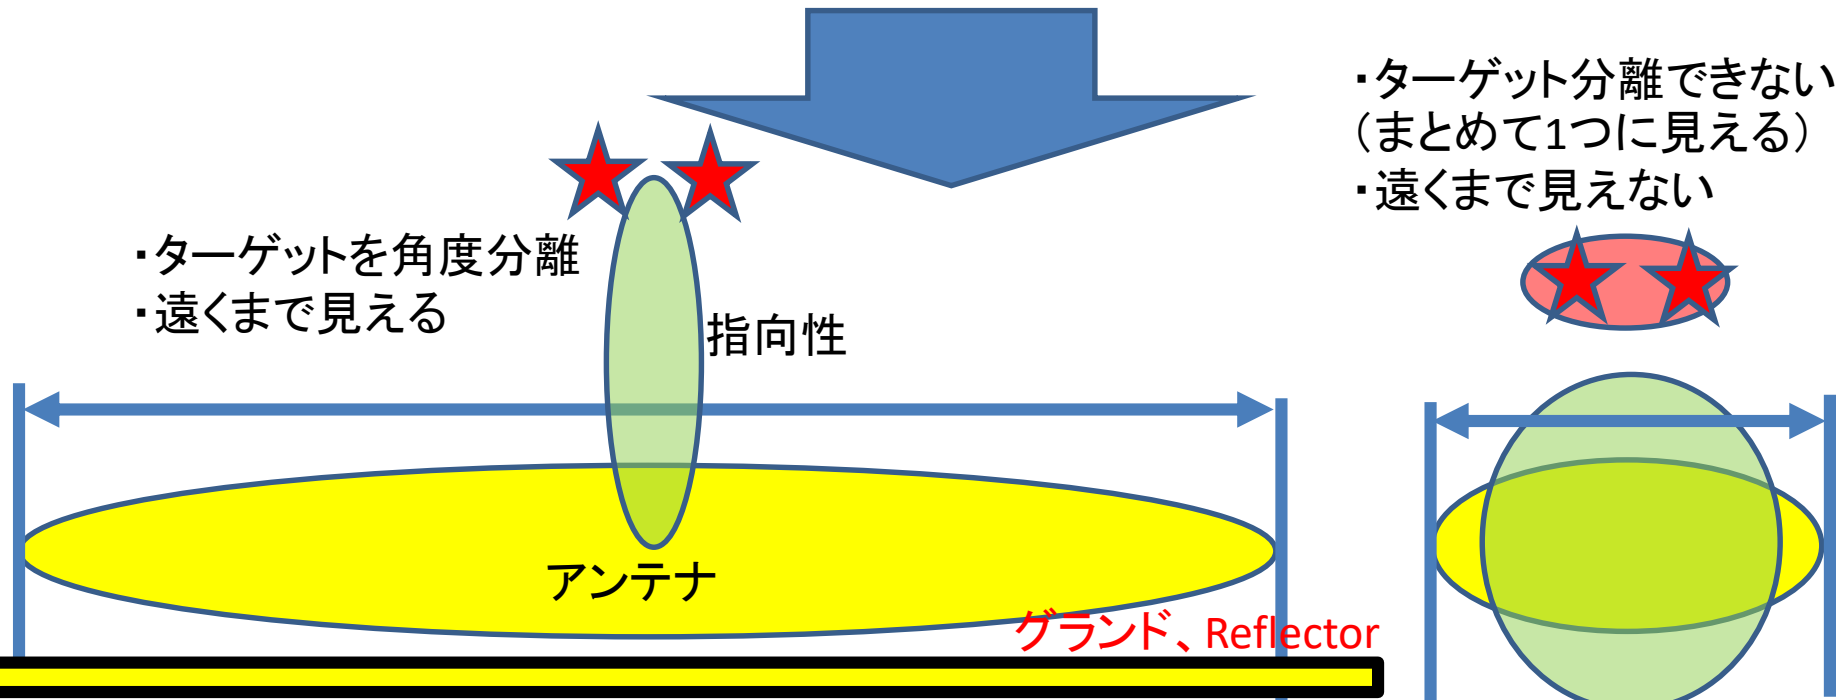 ・ターゲットを角度分離
・遠くまで見える
指向性
アンテナ
グランド、Reflector
・ターゲット分離できない
（まとめて1つに見える）
・遠くまで見えない